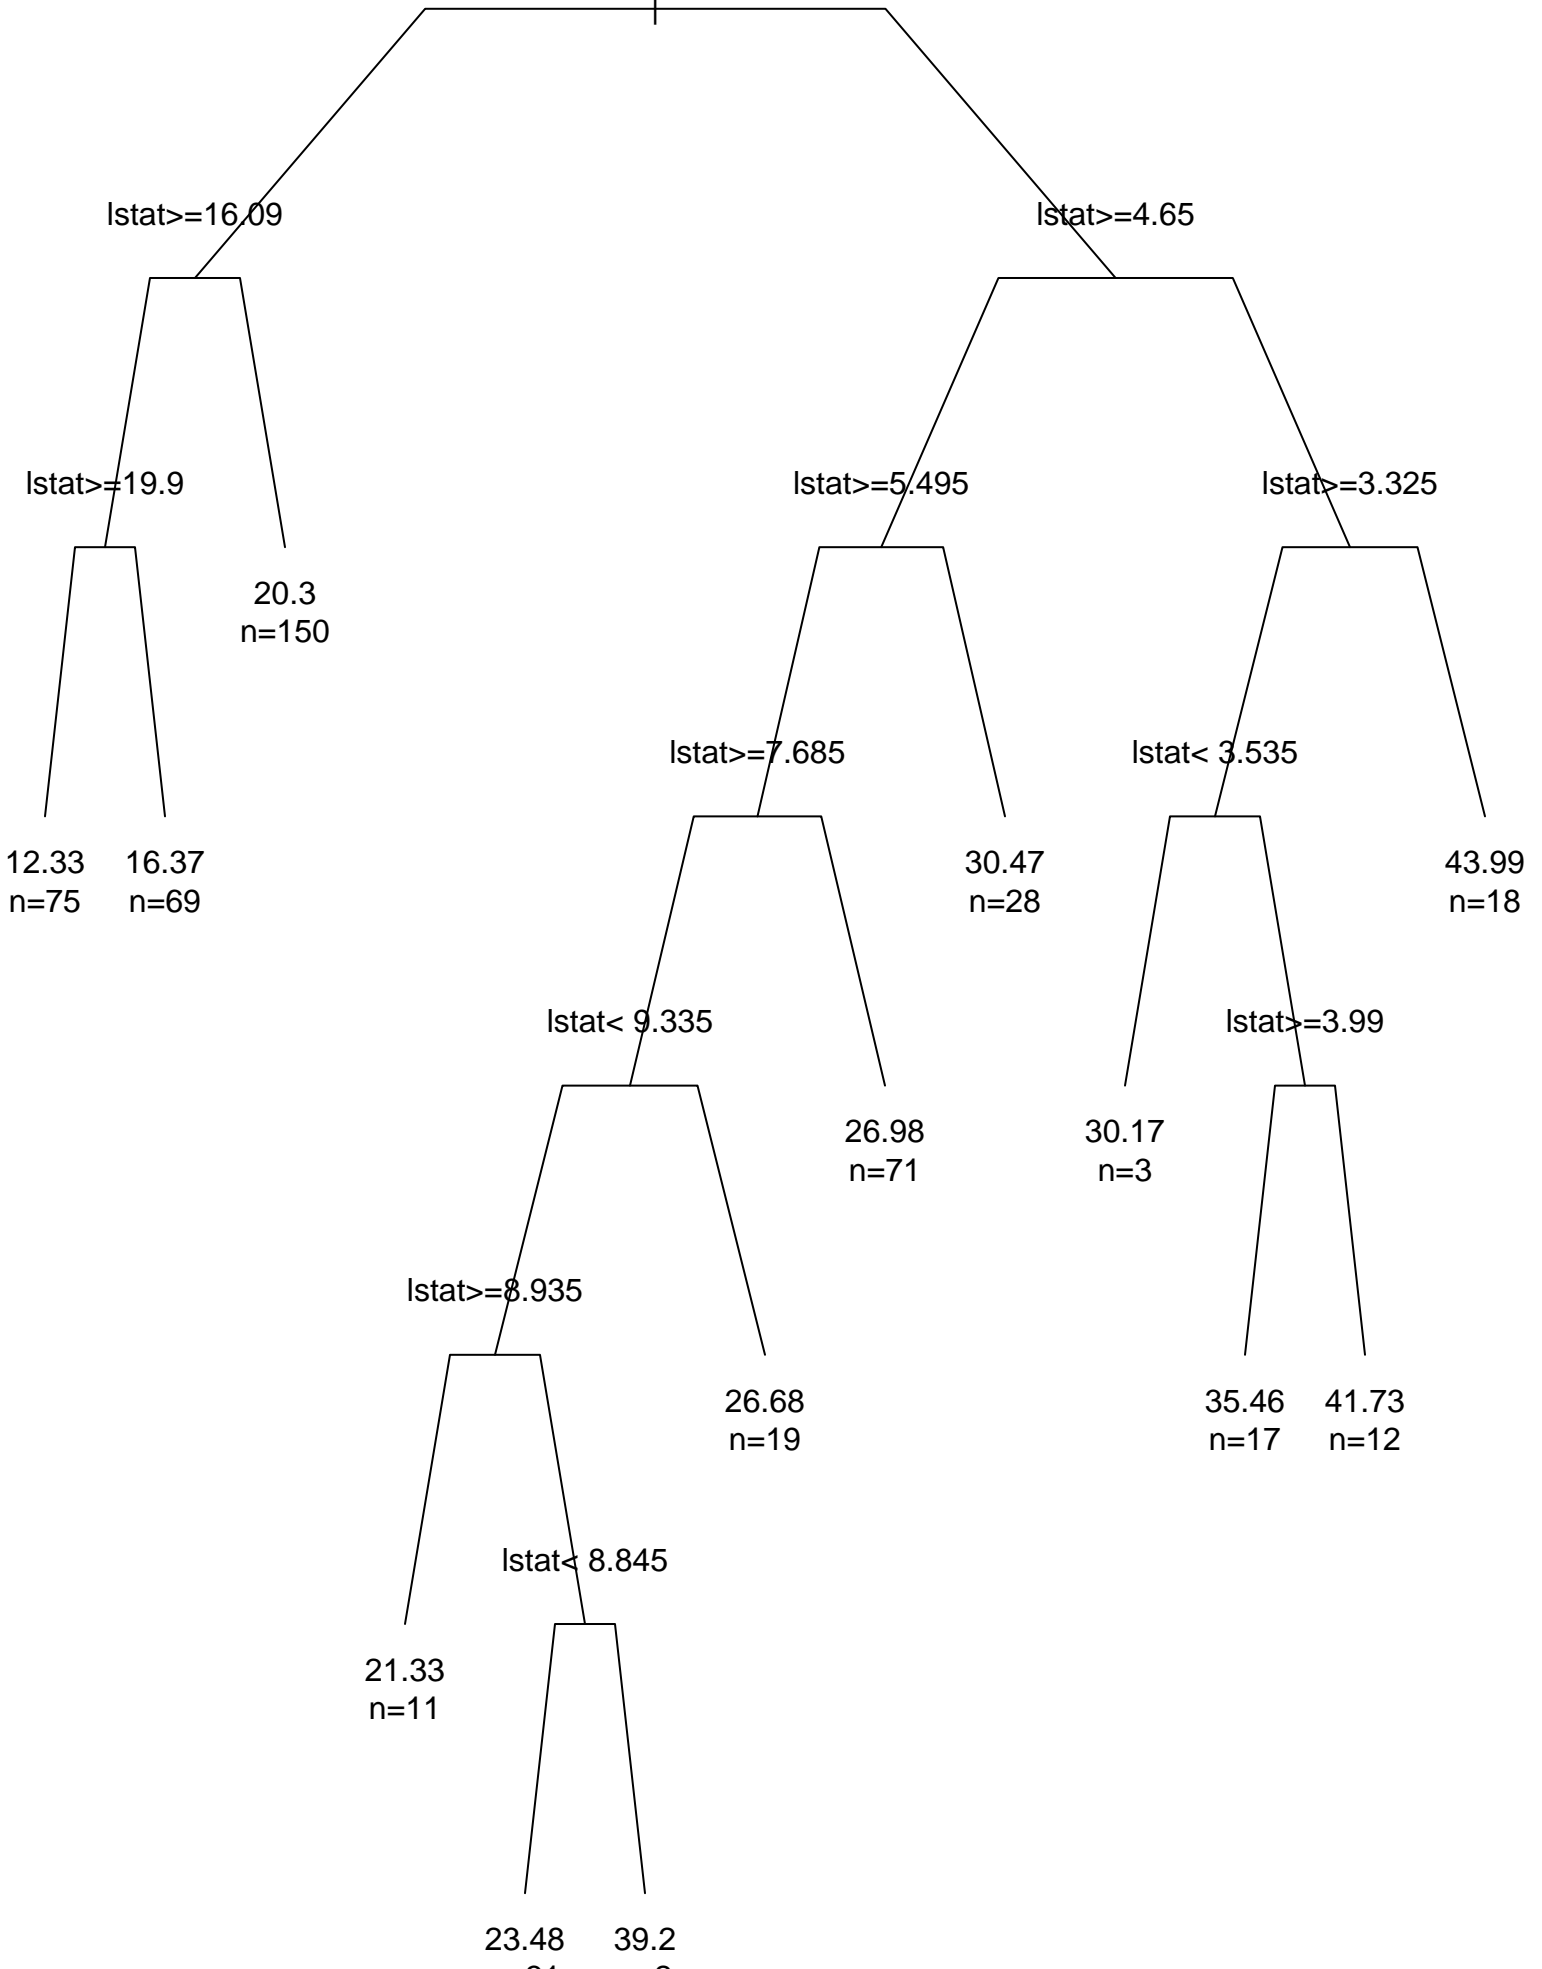 lstat>=16.09
lstat>=4.65
lstat>=19.9
lstat>=5.495
lstat>=3.325
20.3
n=150
lstat>=7.685
lstat< 3.535
12.33
n=75
16.37
n=69
30.47
n=28
43.99
n=18
lstat< 9.335
lstat>=3.99
26.98
n=71
30.17
n=3
lstat>=8.935
26.68
n=19
35.46
n=17
41.73
n=12
lstat< 8.845
21.33
n=11
23.48
39.2